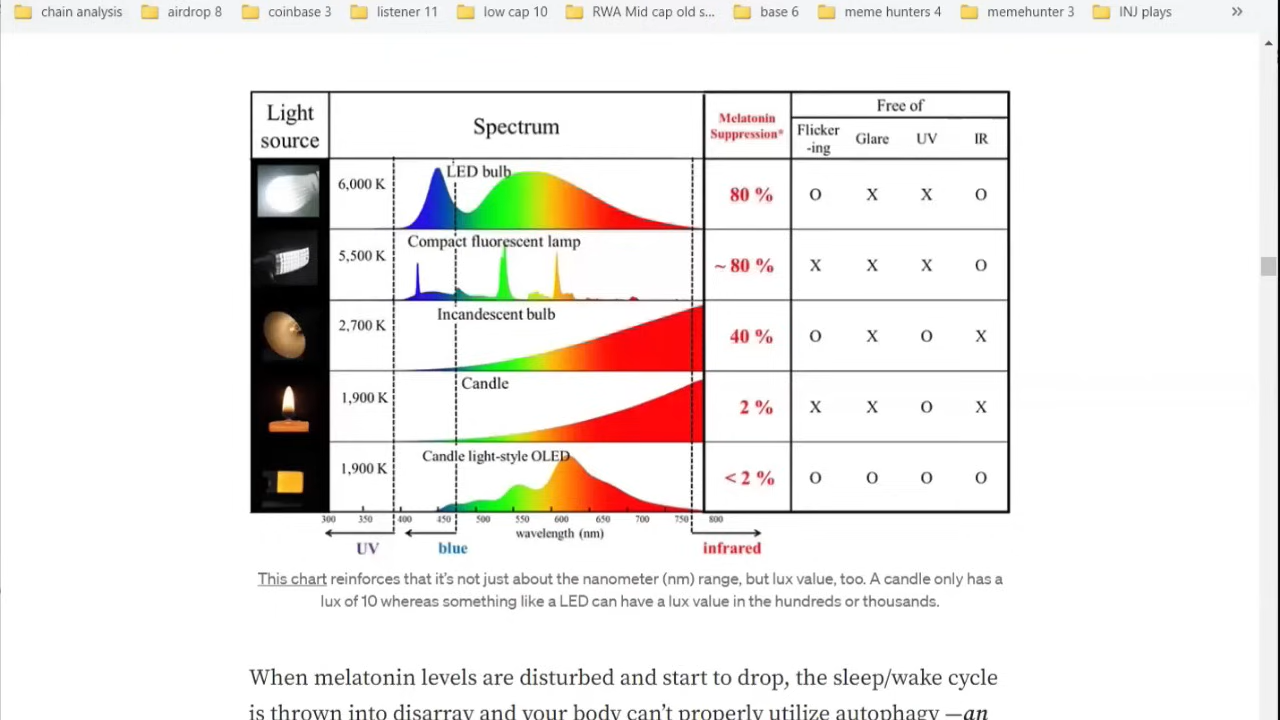 chain analysis airdrop 8 coinbase 3 listener 11 low cap 10 RWA Mid cap old s... base 6 meme hunters 4 memehunter 3 INJ plays »
Light source Spectrum Melatonin Suppression* Free of
Flicker-ing Glare UV IR
LED bulb
6,000 K 80 % O X X O
Compact fluorescent lamp
5,500 K ~ 80 % X X X O
Incandescent bulb
2,700 K 40 % O X O X
Candle
1,900 K 2 % X X O X
Candle light-style OLED
1,900 K < 2 % O O O O
300 350 400 450 500 550 600 650 700 750 800
wavelength (nm)
UV blue infrared
This chart reinforces that it's not just about the nanometer (nm) range, but lux value, too. A candle only has a
lux of 10 whereas something like a LED can have a lux value in the hundreds or thousands.
When melatonin levels are disturbed and start to drop, the sleep/wake cycle
is thrown into disarray and your body can't properly utilize autophagy —an